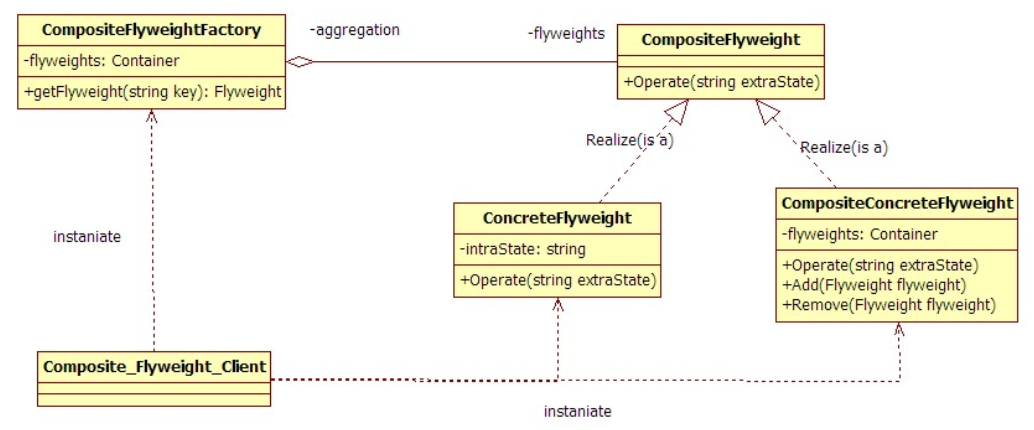 CompositeFlyweightFactory
-flyweights: Container
+getFlyweight(string key): Flyweight
-aggregation
-flyweights
CompositeFlyweight
+Operate(string extraState)
Realize(is a)
Realize(is a)
ConcreteFlyweight
-intraState: string
+Operate(string extraState)
CompositeConcreteFlyweight
-flyweights: Container
+Operate(string extraState)
+Add(Flyweight flyweight)
+Remove(Flyweight flyweight)
instaniate
Composite_Flyweight_Client
instaniate